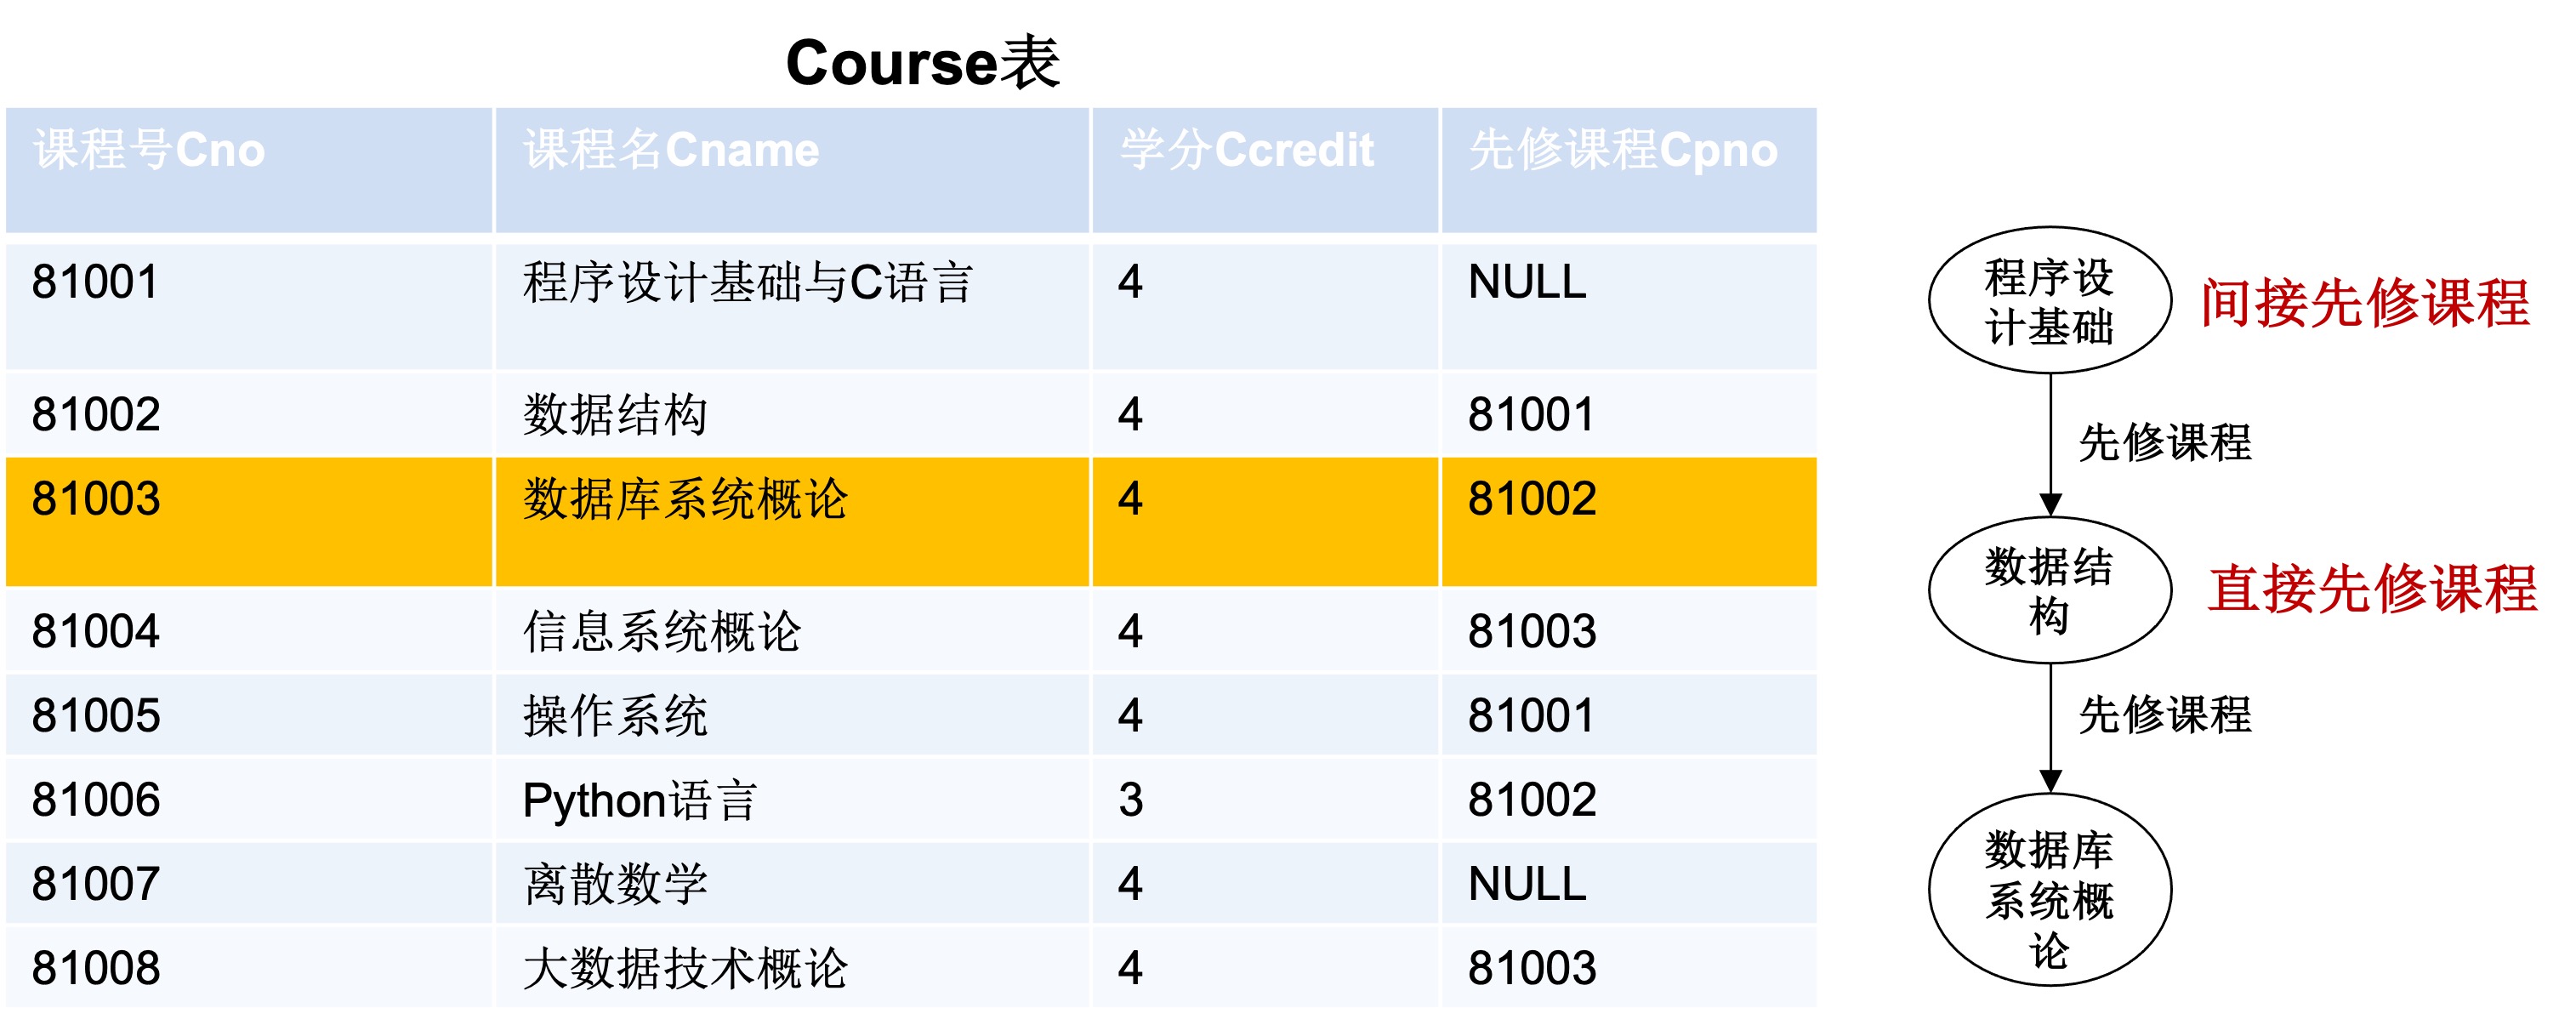 Course表
课程号Cno 课程名Cname 学分Ccredit 先修课程Cpno
81001 程序设计基础与C语言 4 NULL
81002 数据结构 4 81001
81003 数据库系统概论 4 81002
81004 信息系统概论 4 81003
81005 操作系统 4 81001
81006 Python语言 3 81002
81007 离散数学 4 NULL
81008 大数据技术概论 4 81003
程序设
计基础
间接先修课程
先修课程
数据结
构
直接先修课程
先修课程
数据库
系统概
论